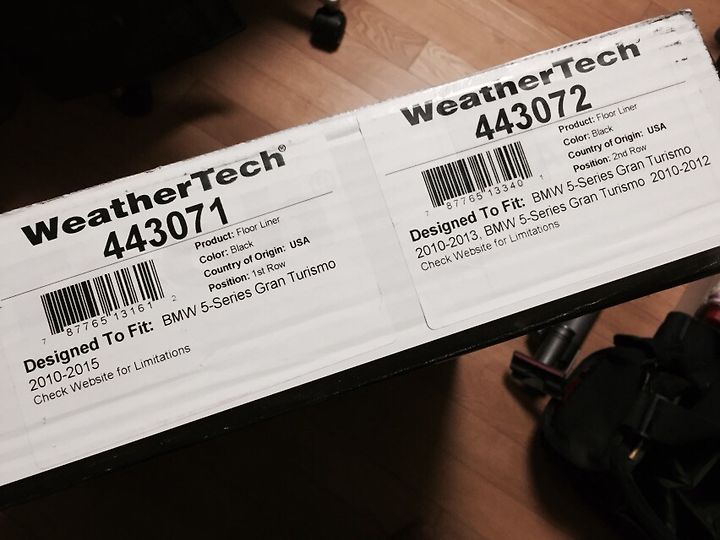 WeatherTech®
443071
Product: Floor Liner
Color: Black
Country of Origin: USA
Position: 1st Row
7 87765 13161 2
Designed To Fit: BMW 5-Series Gran Turismo
2010-2015
Check Website for Limitations
WeatherTech
443072
Product: Floor Liner
Color: Black
Country of Origin: USA
Position: 2nd Row
7 87765 13340 1
Designed To Fit: BMW 5-Series Gran Turismo
2010-2013, BMW 5-Series Gran Turismo 2010-2012
Check Website for Limitations